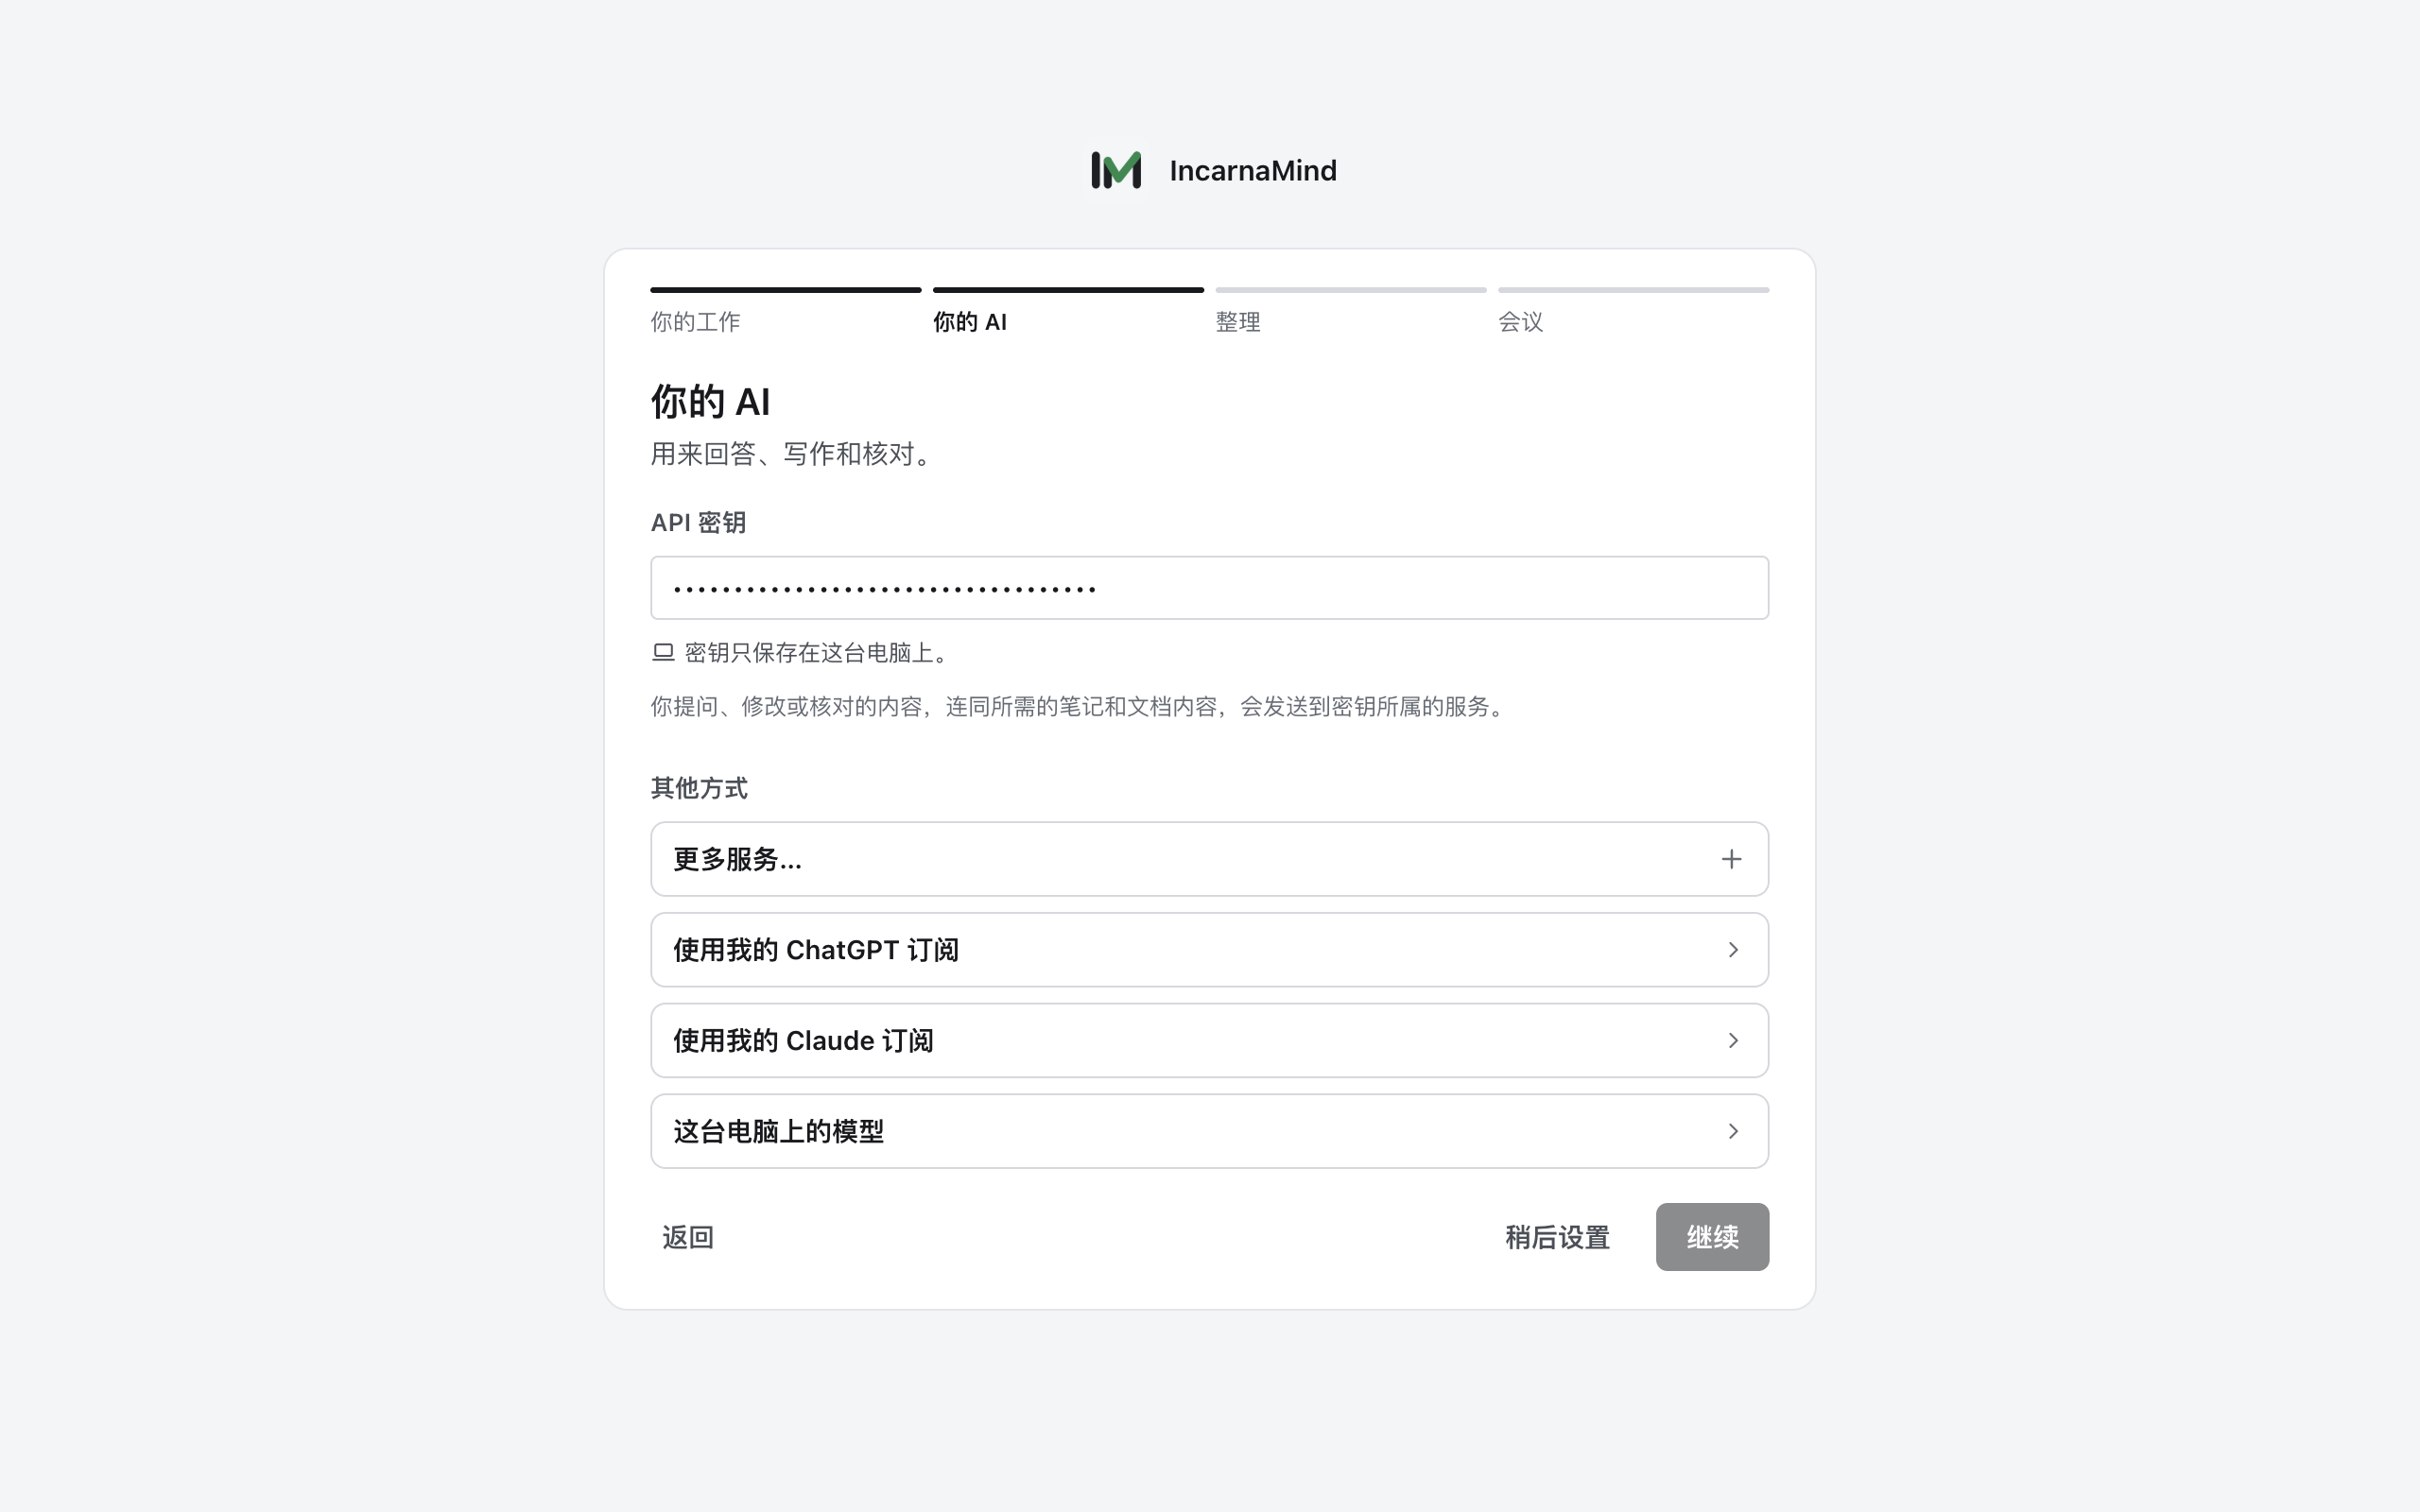 IncarnaMind
你的工作
你的 AI
整理
会议
你的 AI
用来回答、写作和核对。
API 密钥
••••••••••••••••••••••••••••••••••• 
密钥只保存在这台电脑上。
你提问、修改或核对的内容，连同所需的笔记和文档内容，会发送到密钥所属的服务。
其他方式
更多服务...
使用我的 ChatGPT 订阅
使用我的 Claude 订阅
这台电脑上的模型
返回
稍后设置
继续